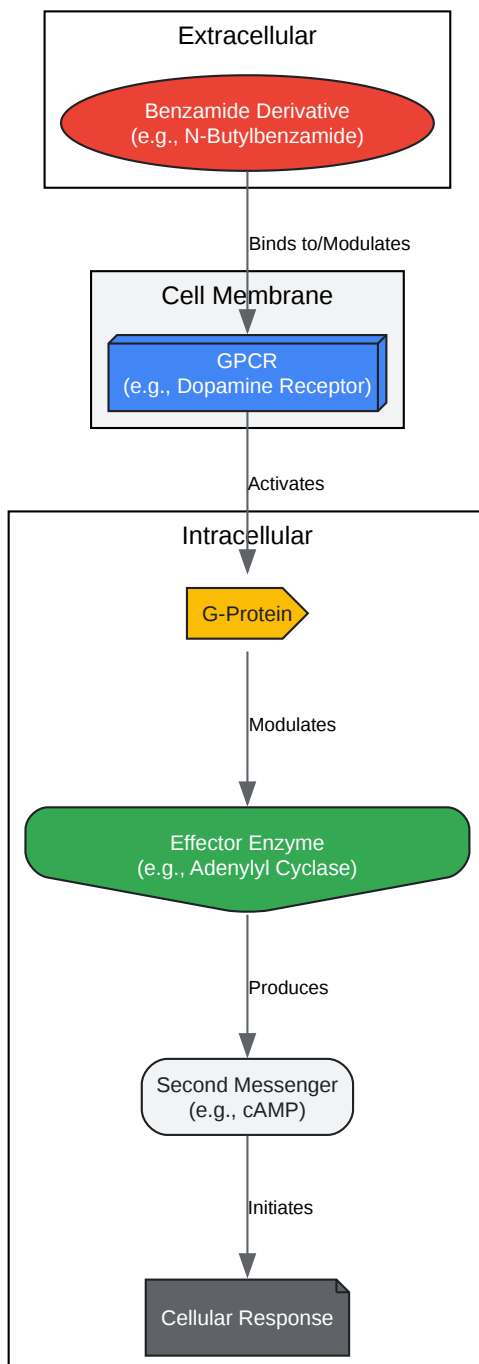 Extracellular
Benzamide Derivative
(e.g., N-Butylbenzamide)
Binds to/Modulates
Cell Membrane
GPCR
(e.g., Dopamine Receptor)
Activates
Intracellular
G-Protein
Modulates
Effector Enzyme
(e.g., Adenylyl Cyclase)
Produces
Second Messenger
(e.g., cAMP)
Initiates
Cellular Response